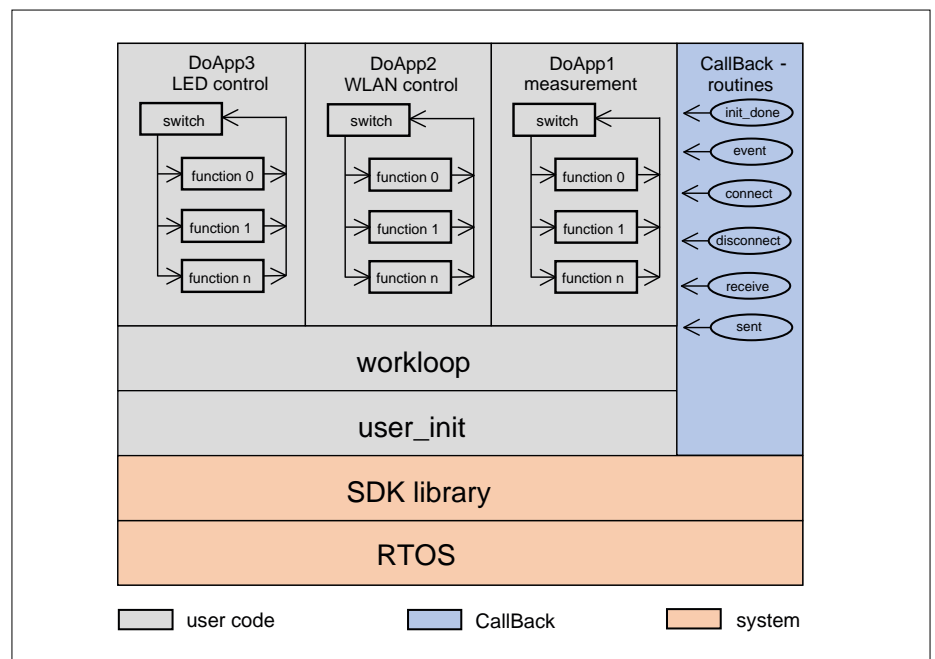 DoApp3
LED control
switch
function 0
function 1
function n
DoApp2
WLAN control
switch
function 0
function 1
function n
DoApp1
measurement
switch
function 0
function 1
function n
CallBack -
routines
init_done
event
connect
disconnect
receive
sent
workloop
user_init
SDK library
RTOS
user code
CallBack
system